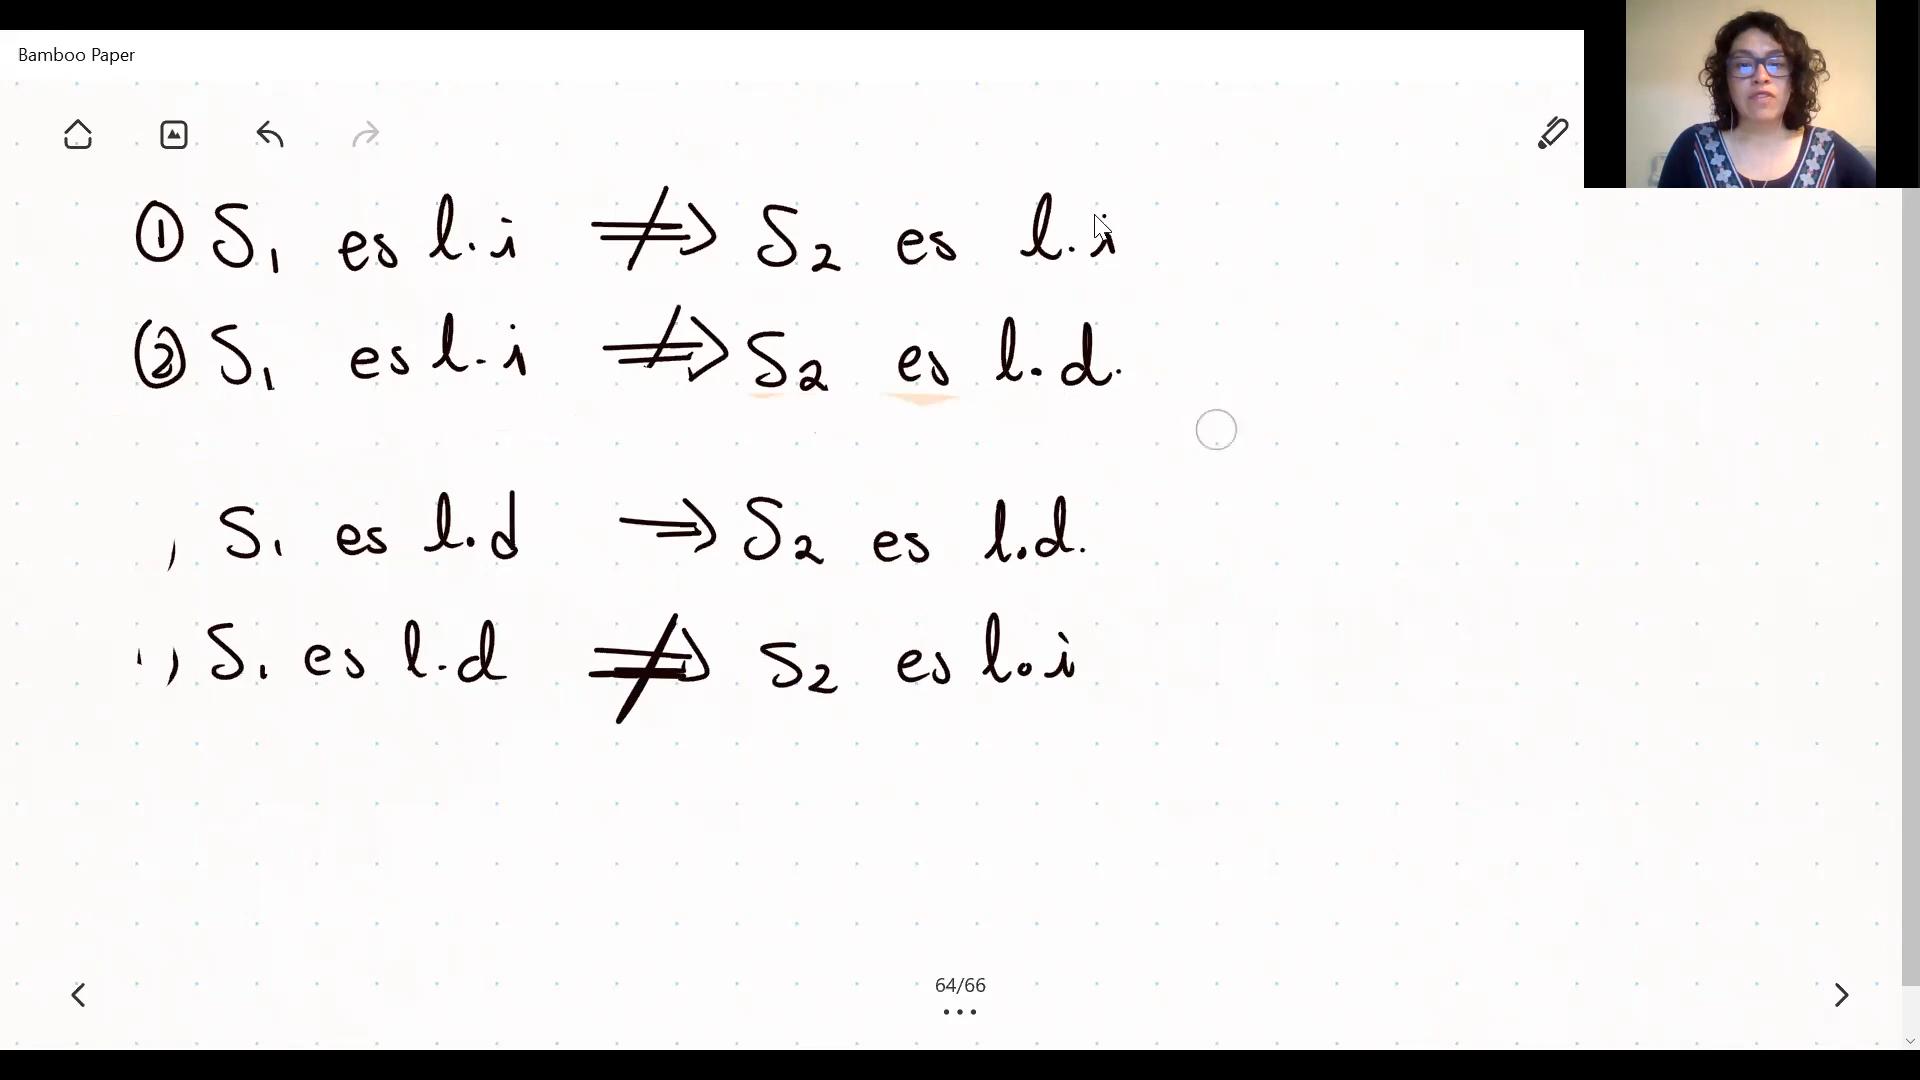 Bamboo Paper
① S₁ es l.i ⇏ S₂ es l.i
② S₁ es l.i ⇏ S₂ es l.d.
) S₁ es l.d ⇒ S₂ es l.d.
) S₁ es l.d ⇏ S₂ es l.i
64/66